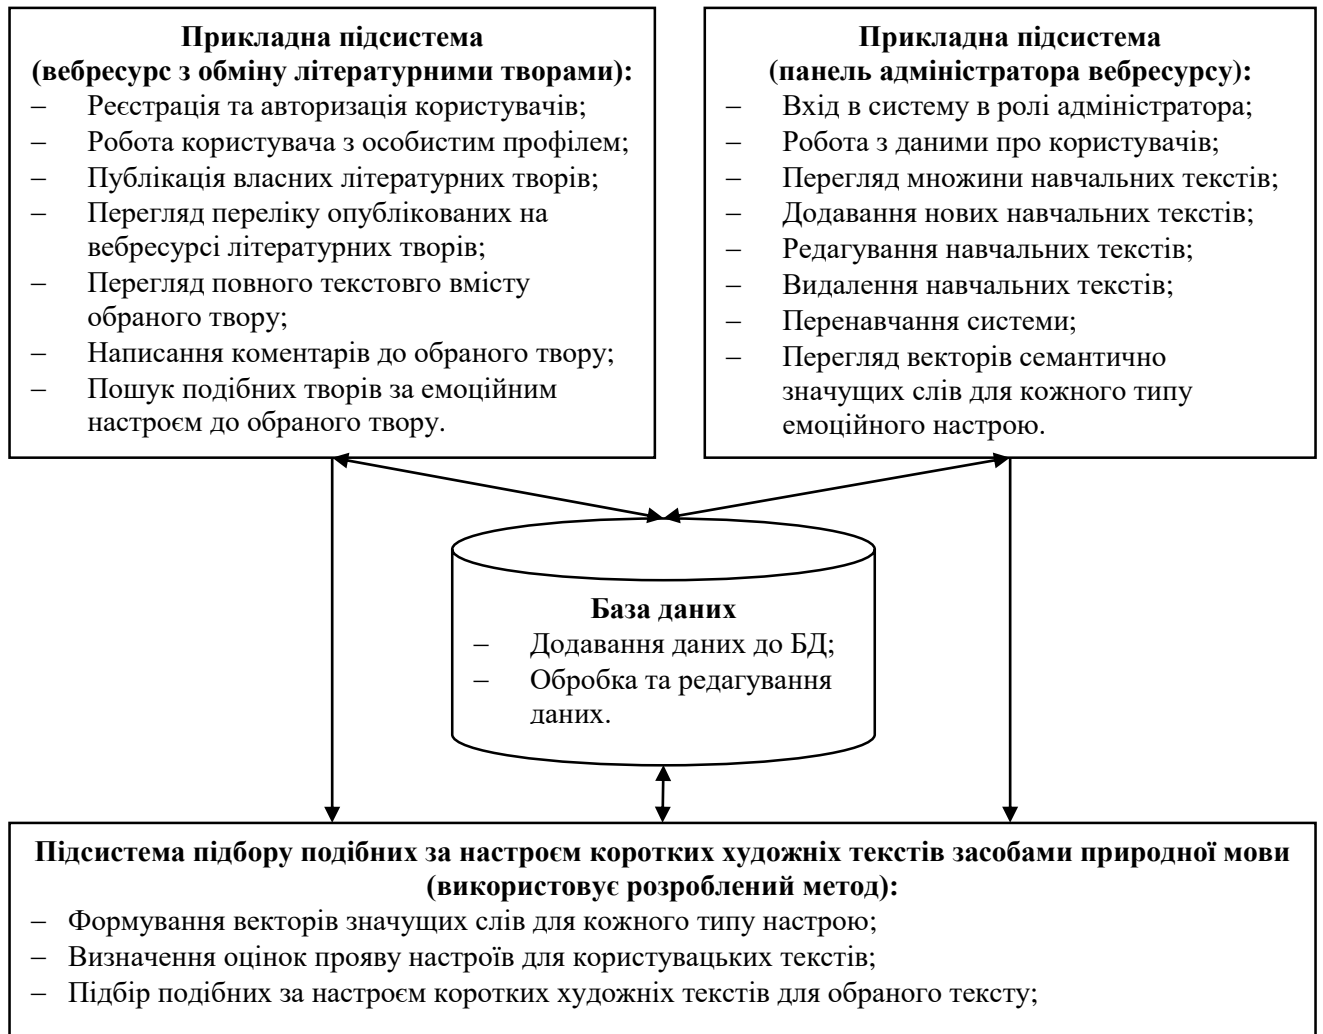 Прикладна підсистема
(вебресурс з обміну літературними творами):
– Реєстрація та авторизація користувачів;
– Робота користувача з особистим профілем;
– Публікація власних літературних творів;
– Перегляд переліку опублікованих на
вебресурсі літературних творів;
– Перегляд повного текстовго вмісту
обраного твору;
– Написання коментарів до обраного твору;
– Пошук подібних творів за емоційним
настроєм до обраного твору.
Прикладна підсистема
(панель адміністратора вебресурсу):
– Вхід в систему в ролі адміністратора;
– Робота з даними про користувачів;
– Перегляд множини навчальних текстів;
– Додавання нових навчальних текстів;
– Редагування навчальних текстів;
– Видалення навчальних текстів;
– Перенавчання системи;
– Перегляд векторів семантично
значущих слів для кожного типу
емоційного настрою.
База даних
– Додавання даних до БД;
– Обробка та редагування
даних.
Підсистема підбору подібних за настроєм коротких художніх текстів засобами природної мови
(використовує розроблений метод):
– Формування векторів значущих слів для кожного типу настрою;
– Визначення оцінок прояву настроїв для користувацьких текстів;
– Підбір подібних за настроєм коротких художніх текстів для обраного тексту;